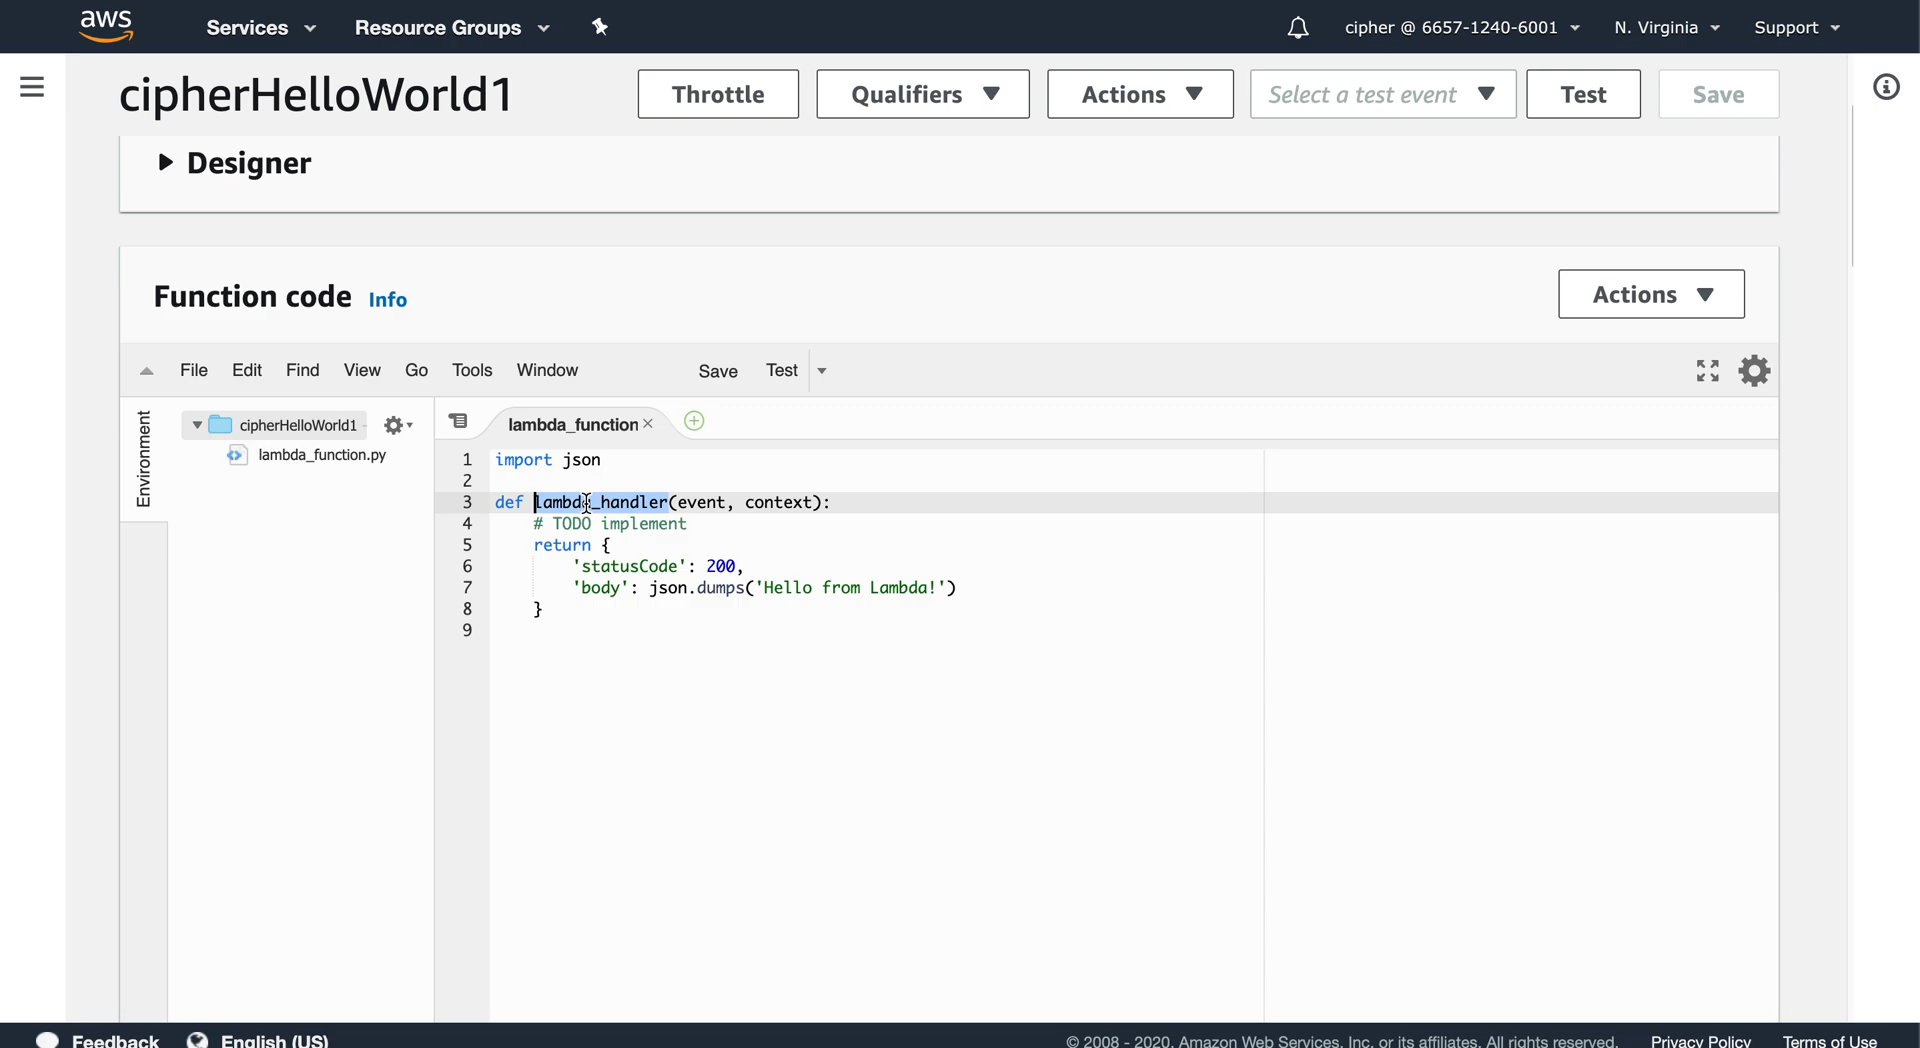 aws Services Resource Groups cipher @ 6657-1240-6001 N. Virginia Support
cipherHelloWorld1 Throttle Qualifiers Actions Select a test event Test Save
Designer
Function code Info Actions
File Edit Find View Go Tools Window Save Test
Environment
cipherHelloWorld1
lambda_function.py
lambda_function
1 import json
2
3 def lambda_handler(event, context):
4 # TODO implement
5 return {
6 'statusCode': 200,
7 'body': json.dumps('Hello from Lambda!')
8 }
9
Feedback English (US) © 2008 - 2020, Amazon Web Services, Inc. or its affiliates. All rights reserved. Privacy Policy Terms of Use